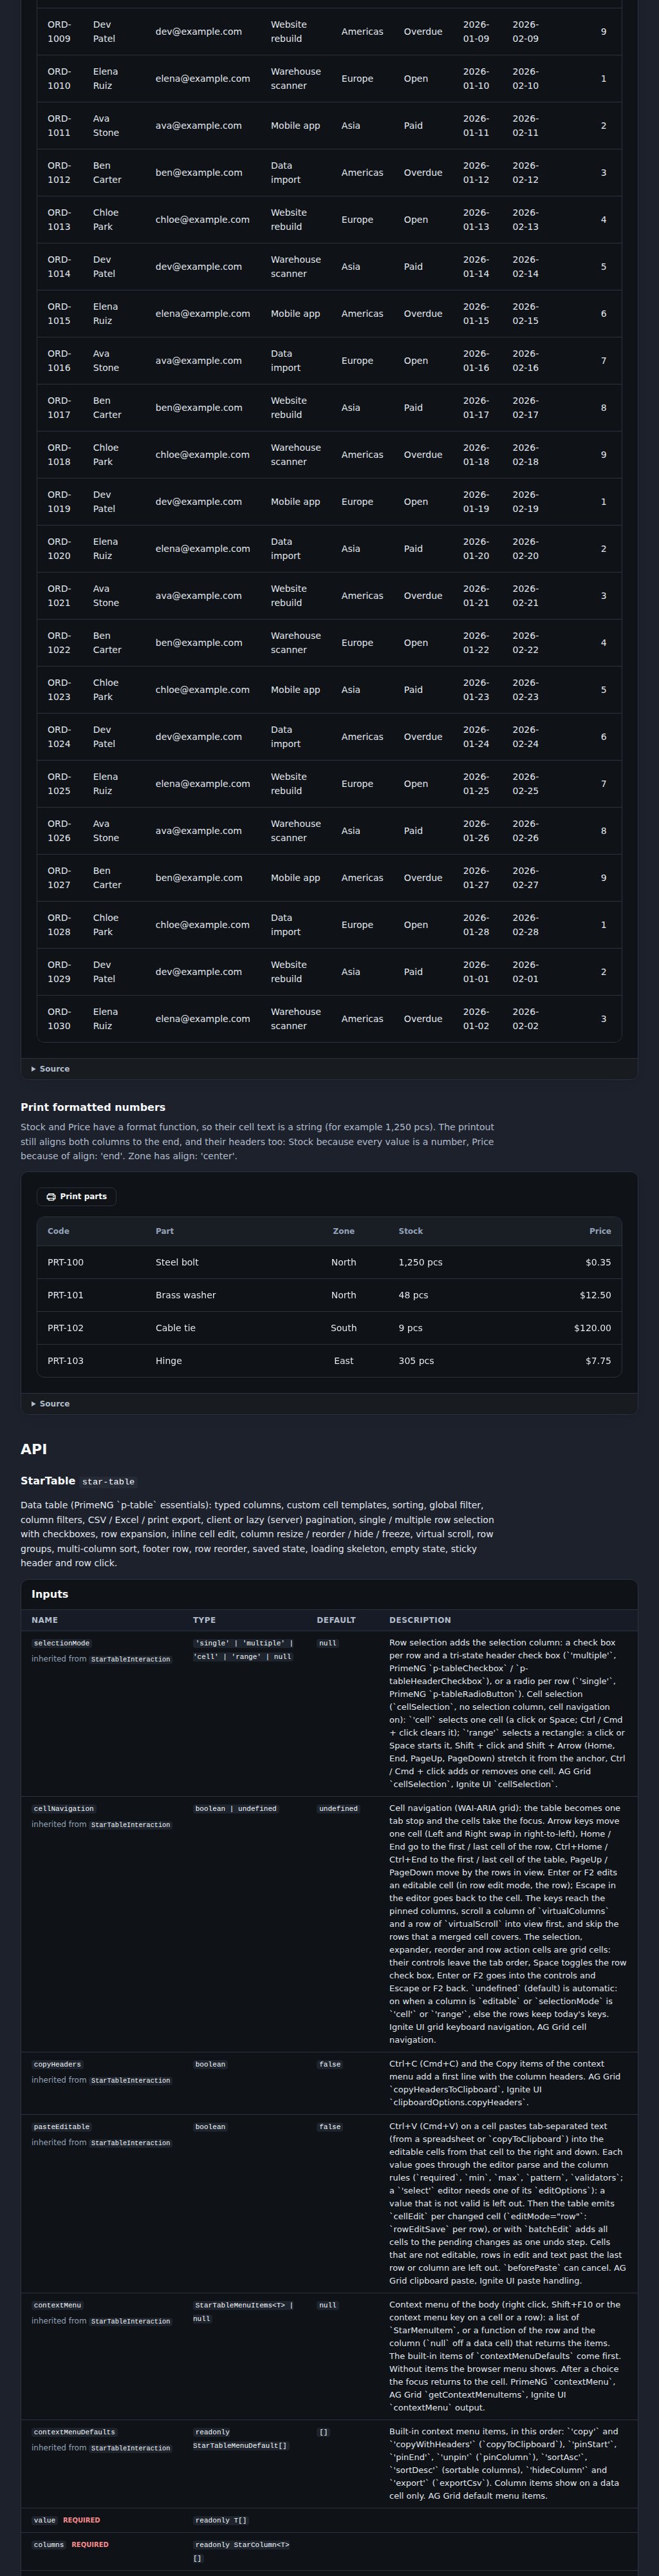 ORD-1009 Dev Patel dev@example.com Website rebuild Americas Overdue 2026-01-09 2026-02-09 9
ORD-1010 Elena Ruiz elena@example.com Warehouse scanner Europe Open 2026-01-10 2026-02-10 1
ORD-1011 Ava Stone ava@example.com Mobile app Asia Paid 2026-01-11 2026-02-11 2
ORD-1012 Ben Carter ben@example.com Data import Americas Overdue 2026-01-12 2026-02-12 3
ORD-1013 Chloe Park chloe@example.com Website rebuild Europe Open 2026-01-13 2026-02-13 4
ORD-1014 Dev Patel dev@example.com Warehouse scanner Asia Paid 2026-01-14 2026-02-14 5
ORD-1015 Elena Ruiz elena@example.com Mobile app Americas Overdue 2026-01-15 2026-02-15 6
ORD-1016 Ava Stone ava@example.com Data import Europe Open 2026-01-16 2026-02-16 7
ORD-1017 Ben Carter ben@example.com Website rebuild Asia Paid 2026-01-17 2026-02-17 8
ORD-1018 Chloe Park chloe@example.com Warehouse scanner Americas Overdue 2026-01-18 2026-02-18 9
ORD-1019 Dev Patel dev@example.com Mobile app Europe Open 2026-01-19 2026-02-19 1
ORD-1020 Elena Ruiz elena@example.com Data import Asia Paid 2026-01-20 2026-02-20 2
ORD-1021 Ava Stone ava@example.com Website rebuild Americas Overdue 2026-01-21 2026-02-21 3
ORD-1022 Ben Carter ben@example.com Warehouse scanner Europe Open 2026-01-22 2026-02-22 4
ORD-1023 Chloe Park chloe@example.com Mobile app Asia Paid 2026-01-23 2026-02-23 5
ORD-1024 Dev Patel dev@example.com Data import Americas Overdue 2026-01-24 2026-02-24 6
ORD-1025 Elena Ruiz elena@example.com Website rebuild Europe Open 2026-01-25 2026-02-25 7
ORD-1026 Ava Stone ava@example.com Warehouse scanner Asia Paid 2026-01-26 2026-02-26 8
ORD-1027 Ben Carter ben@example.com Mobile app Americas Overdue 2026-01-27 2026-02-27 9
ORD-1028 Chloe Park chloe@example.com Data import Europe Open 2026-01-28 2026-02-28 1
ORD-1029 Dev Patel dev@example.com Website rebuild Asia Paid 2026-01-01 2026-02-01 2
ORD-1030 Elena Ruiz elena@example.com Warehouse scanner Americas Overdue 2026-01-02 2026-02-02 3
Source
Print formatted numbers
Stock and Price have a format function, so their cell text is a string (for example 1,250 pcs). The printout
still aligns both columns to the end, and their headers too: Stock because every value is a number, Price
because of align: 'end'. Zone has align: 'center'.
Print parts
Code Part Zone Stock Price
PRT-100 Steel bolt North 1,250 pcs $0.35
PRT-101 Brass washer North 48 pcs $12.50
PRT-102 Cable tie South 9 pcs $120.00
PRT-103 Hinge East 305 pcs $7.75
Source
API
StarTable star-table
Data table (PrimeNG `p-table` essentials): typed columns, custom cell templates, sorting, global filter,
column filters, CSV / Excel / print export, client or lazy (server) pagination, single / multiple row selection
with checkboxes, row expansion, inline cell edit, column resize / reorder / hide / freeze, virtual scroll, row
groups, multi-column sort, footer row, row reorder, saved state, loading skeleton, empty state, sticky
header and row click.
Inputs
NAME TYPE DEFAULT DESCRIPTION
selectionMode
inherited from StarTableInteraction
'single' | 'multiple' |
'cell' | 'range' | null
null
Row selection adds the selection column: a check box
per row and a tri-state header check box (`'multiple'`,
PrimeNG `p-tableCheckbox` / `p-
tableHeaderCheckbox`), or a radio per row (`'single'`,
PrimeNG `p-tableRadioButton`). Cell selection
(`cellSelection`, no selection column, cell navigation
on): `'cell'` selects one cell (a click or Space; Ctrl / Cmd
+ click clears it); `'range'` selects a rectangle: a click or
Space starts it, Shift + click and Shift + Arrow (Home,
End, PageUp, PageDown) stretch it from the anchor, Ctrl
/ Cmd + click adds or removes one cell. AG Grid
`cellSelection`, Ignite UI `cellSelection`.
cellNavigation
inherited from StarTableInteraction
boolean | undefined
undefined
Cell navigation (WAI-ARIA grid): the table becomes one
tab stop and the cells take the focus. Arrow keys move
one cell (Left and Right swap in right-to-left), Home /
End go to the first / last cell of the row, Ctrl+Home /
Ctrl+End to the first / last cell of the table, PageUp /
PageDown move by the rows in view. Enter or F2 edits
an editable cell (in row edit mode, the row); Escape in
the editor goes back to the cell. The keys reach the
pinned columns, scroll a column of `virtualColumns`
and a row of `virtualScroll` into view first, and skip the
rows that a merged cell covers. The selection,
expander, reorder and row action cells are grid cells:
their controls leave the tab order, Space toggles the row
check box, Enter or F2 goes into the controls and
Escape or F2 back. `undefined` (default) is automatic:
on when a column is `editable` or `selectionMode` is
`'cell'` or `'range'`, else the rows keep today's keys.
Ignite UI grid keyboard navigation, AG Grid cell
navigation.
copyHeaders
inherited from StarTableInteraction
boolean
false
Ctrl+C (Cmd+C) and the Copy items of the context
menu add a first line with the column headers. AG Grid
`copyHeadersToClipboard`, Ignite UI
`clipboardOptions.copyHeaders`.
pasteEditable
inherited from StarTableInteraction
boolean
false
Ctrl+V (Cmd+V) on a cell pastes tab-separated text
(from a spreadsheet or `copyToClipboard`) into the
editable cells from that cell to the right and down. Each
value goes through the editor parse and the column
rules (`required`, `min`, `max`, `pattern`, `validators`;
a `'select'` editor needs one of its `editOptions`): a
value that is not valid is left out. Then the table emits
`cellEdit` per changed cell (`editMode="row"`:
`rowEditSave` per row), or with `batchEdit` adds all
cells to the pending changes as one undo step. Cells
that are not editable, rows in edit and text past the last
row or column are left out. `beforePaste` can cancel. AG
Grid clipboard paste, Ignite UI paste handling.
contextMenu
inherited from StarTableInteraction
StarTableMenuItems<T> |
null
null
Context menu of the body (right click, Shift+F10 or the
context menu key on a cell or a row): a list of
`StarMenuItem`, or a function of the row and the
column (`null` off a data cell) that returns the items.
The built-in items of `contextMenuDefaults` come first.
Without items the browser menu shows. After a choice
the focus returns to the cell. PrimeNG `contextMenu`,
AG Grid `getContextMenuItems`, Ignite UI
`contextMenu` output.
contextMenuDefaults
inherited from StarTableInteraction
readonly
StarTableMenuDefault[]
[]
Built-in context menu items, in this order: `'copy'` and
`'copyWithHeaders'` (`copyToClipboard`), `'pinStart'`,
`'pinEnd'`, `'unpin'` (`pinColumn`), `'sortAsc'`,
`'sortDesc'` (sortable columns), `'hideColumn'` and
`'export'` (`exportCsv`). Column items show on a data
cell only. AG Grid default menu items.
value REQUIRED readonly T[]
columns REQUIRED readonly StarColumn<T>
[]